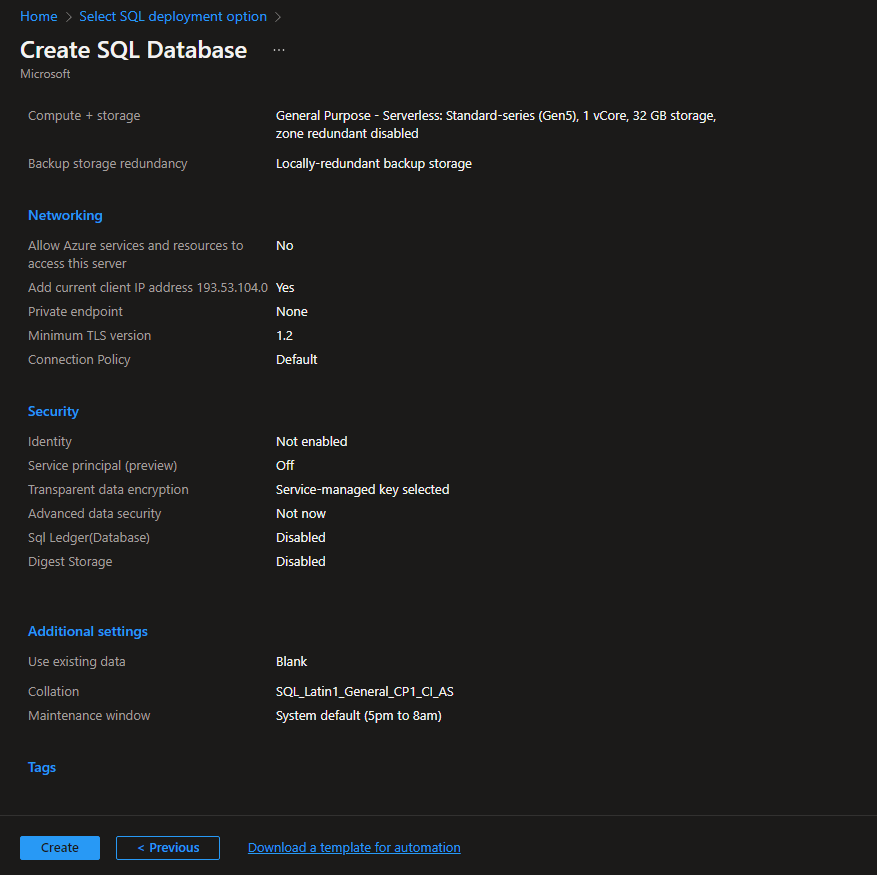 Home > Select SQL deployment option >
Create SQL Database ...
Microsoft
Compute + storage General Purpose - Serverless: Standard-series (Gen5), 1 vCore, 32 GB storage,
zone redundant disabled
Backup storage redundancy Locally-redundant backup storage
Networking
Allow Azure services and resources to No
access this server
Add current client IP address 193.53.104.0 Yes
Private endpoint None
Minimum TLS version 1.2
Connection Policy Default
Security
Identity Not enabled
Service principal (preview) Off
Transparent data encryption Service-managed key selected
Advanced data security Not now
Sql Ledger(Database) Disabled
Digest Storage Disabled
Additional settings
Use existing data Blank
Collation SQL_Latin1_General_CP1_CI_AS
Maintenance window System default (5pm to 8am)
Tags
Create < Previous Download a template for automation